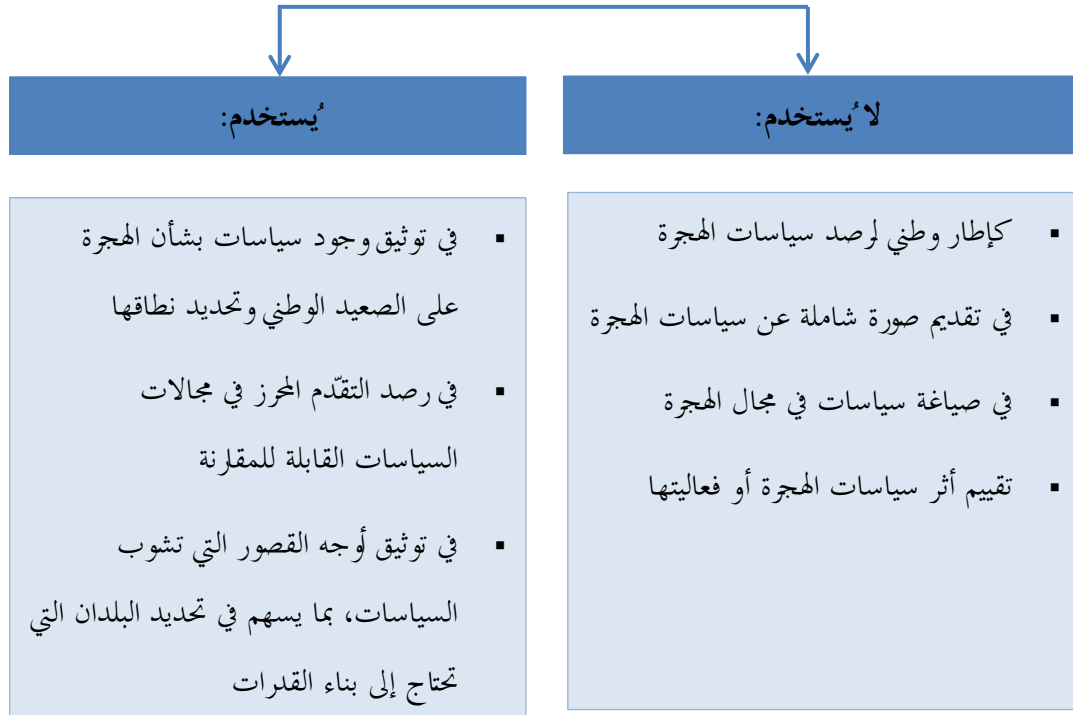 لا يُستخدم:
كإطار وطني لرصد سياسات الهجرة
في تقديم صورة شاملة عن سياسات الهجرة
في صياغة سياسات في مجال الهجرة
تقييم أثر سياسات الهجرة أو فعاليتها
يُستخدم:
في توثيق وجود سياسات بشأن الهجرة
على الصعيد الوطني وتحديد نطاقها
في رصد التقدّم المحرز في مجالات
السياسات القابلة للمقارنة
في توثيق أوجه القصور التي تشوب
السياسات، بما يسهم في تحديد البلدان التي
تحتاج إلى بناء القدرات